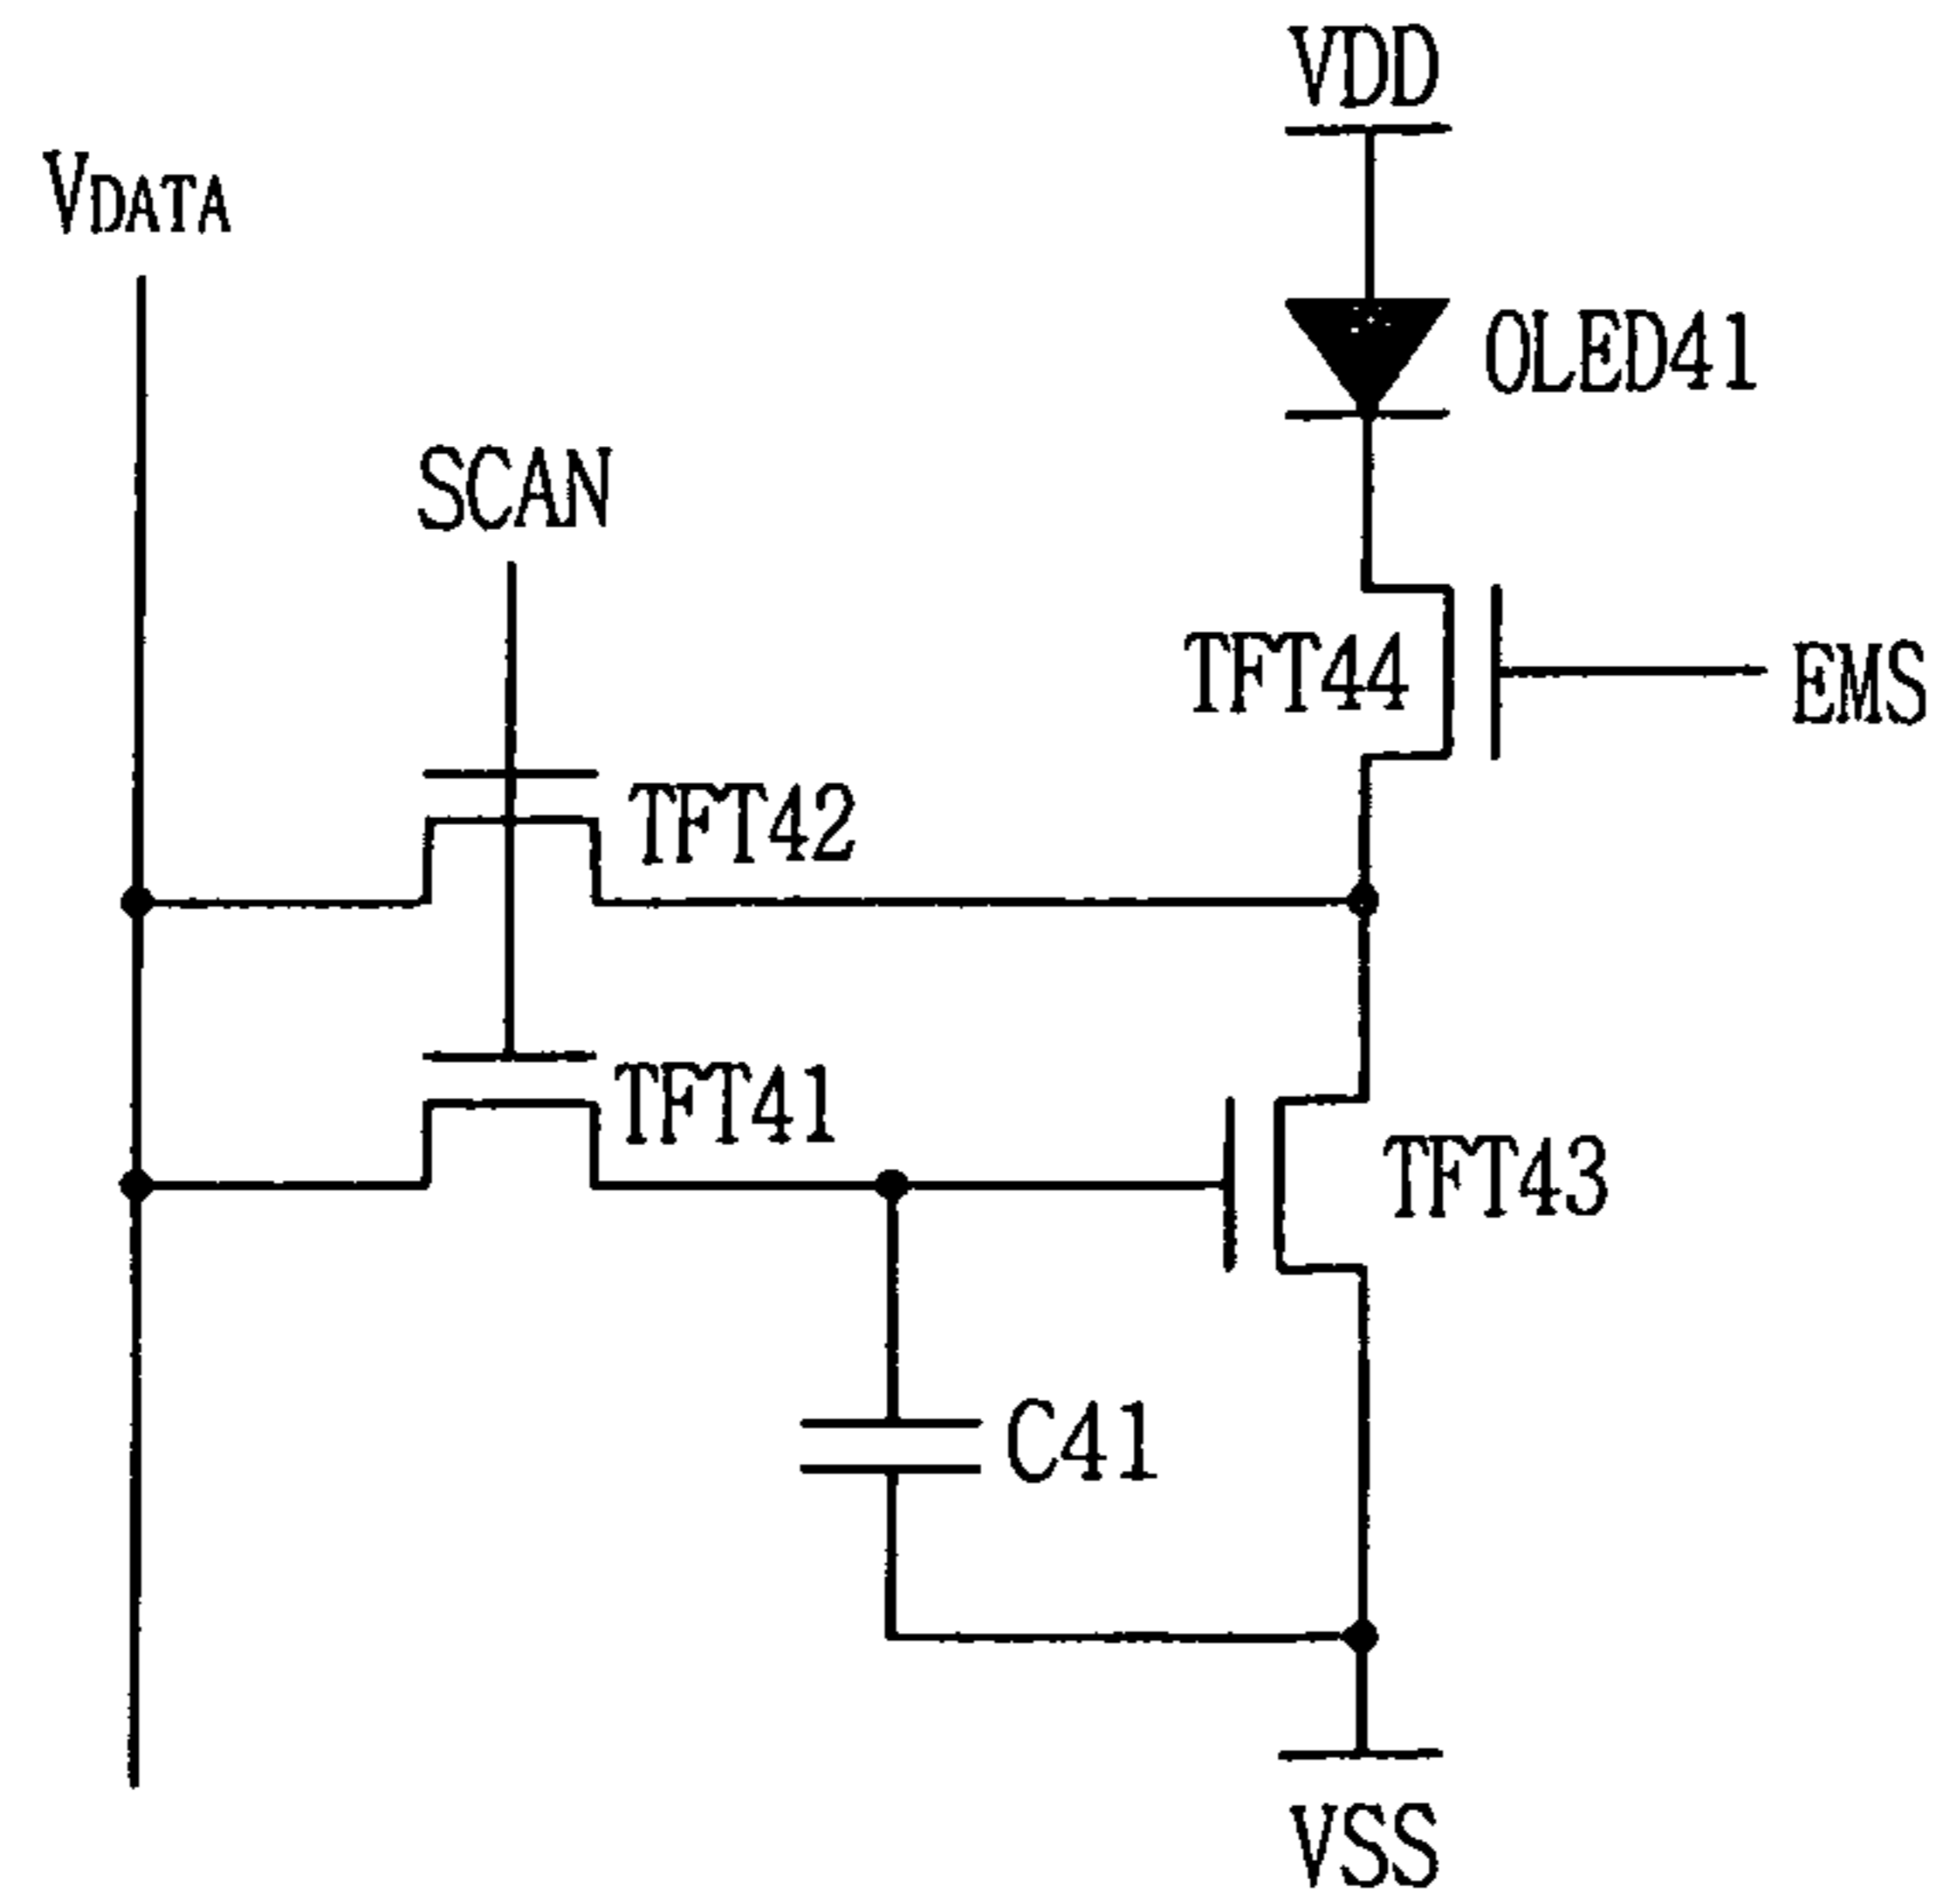 VDD
VDATA
OLED41
SCAN
TFT44
EMS
TFT42
TFT41
TFT43
C41
VSS